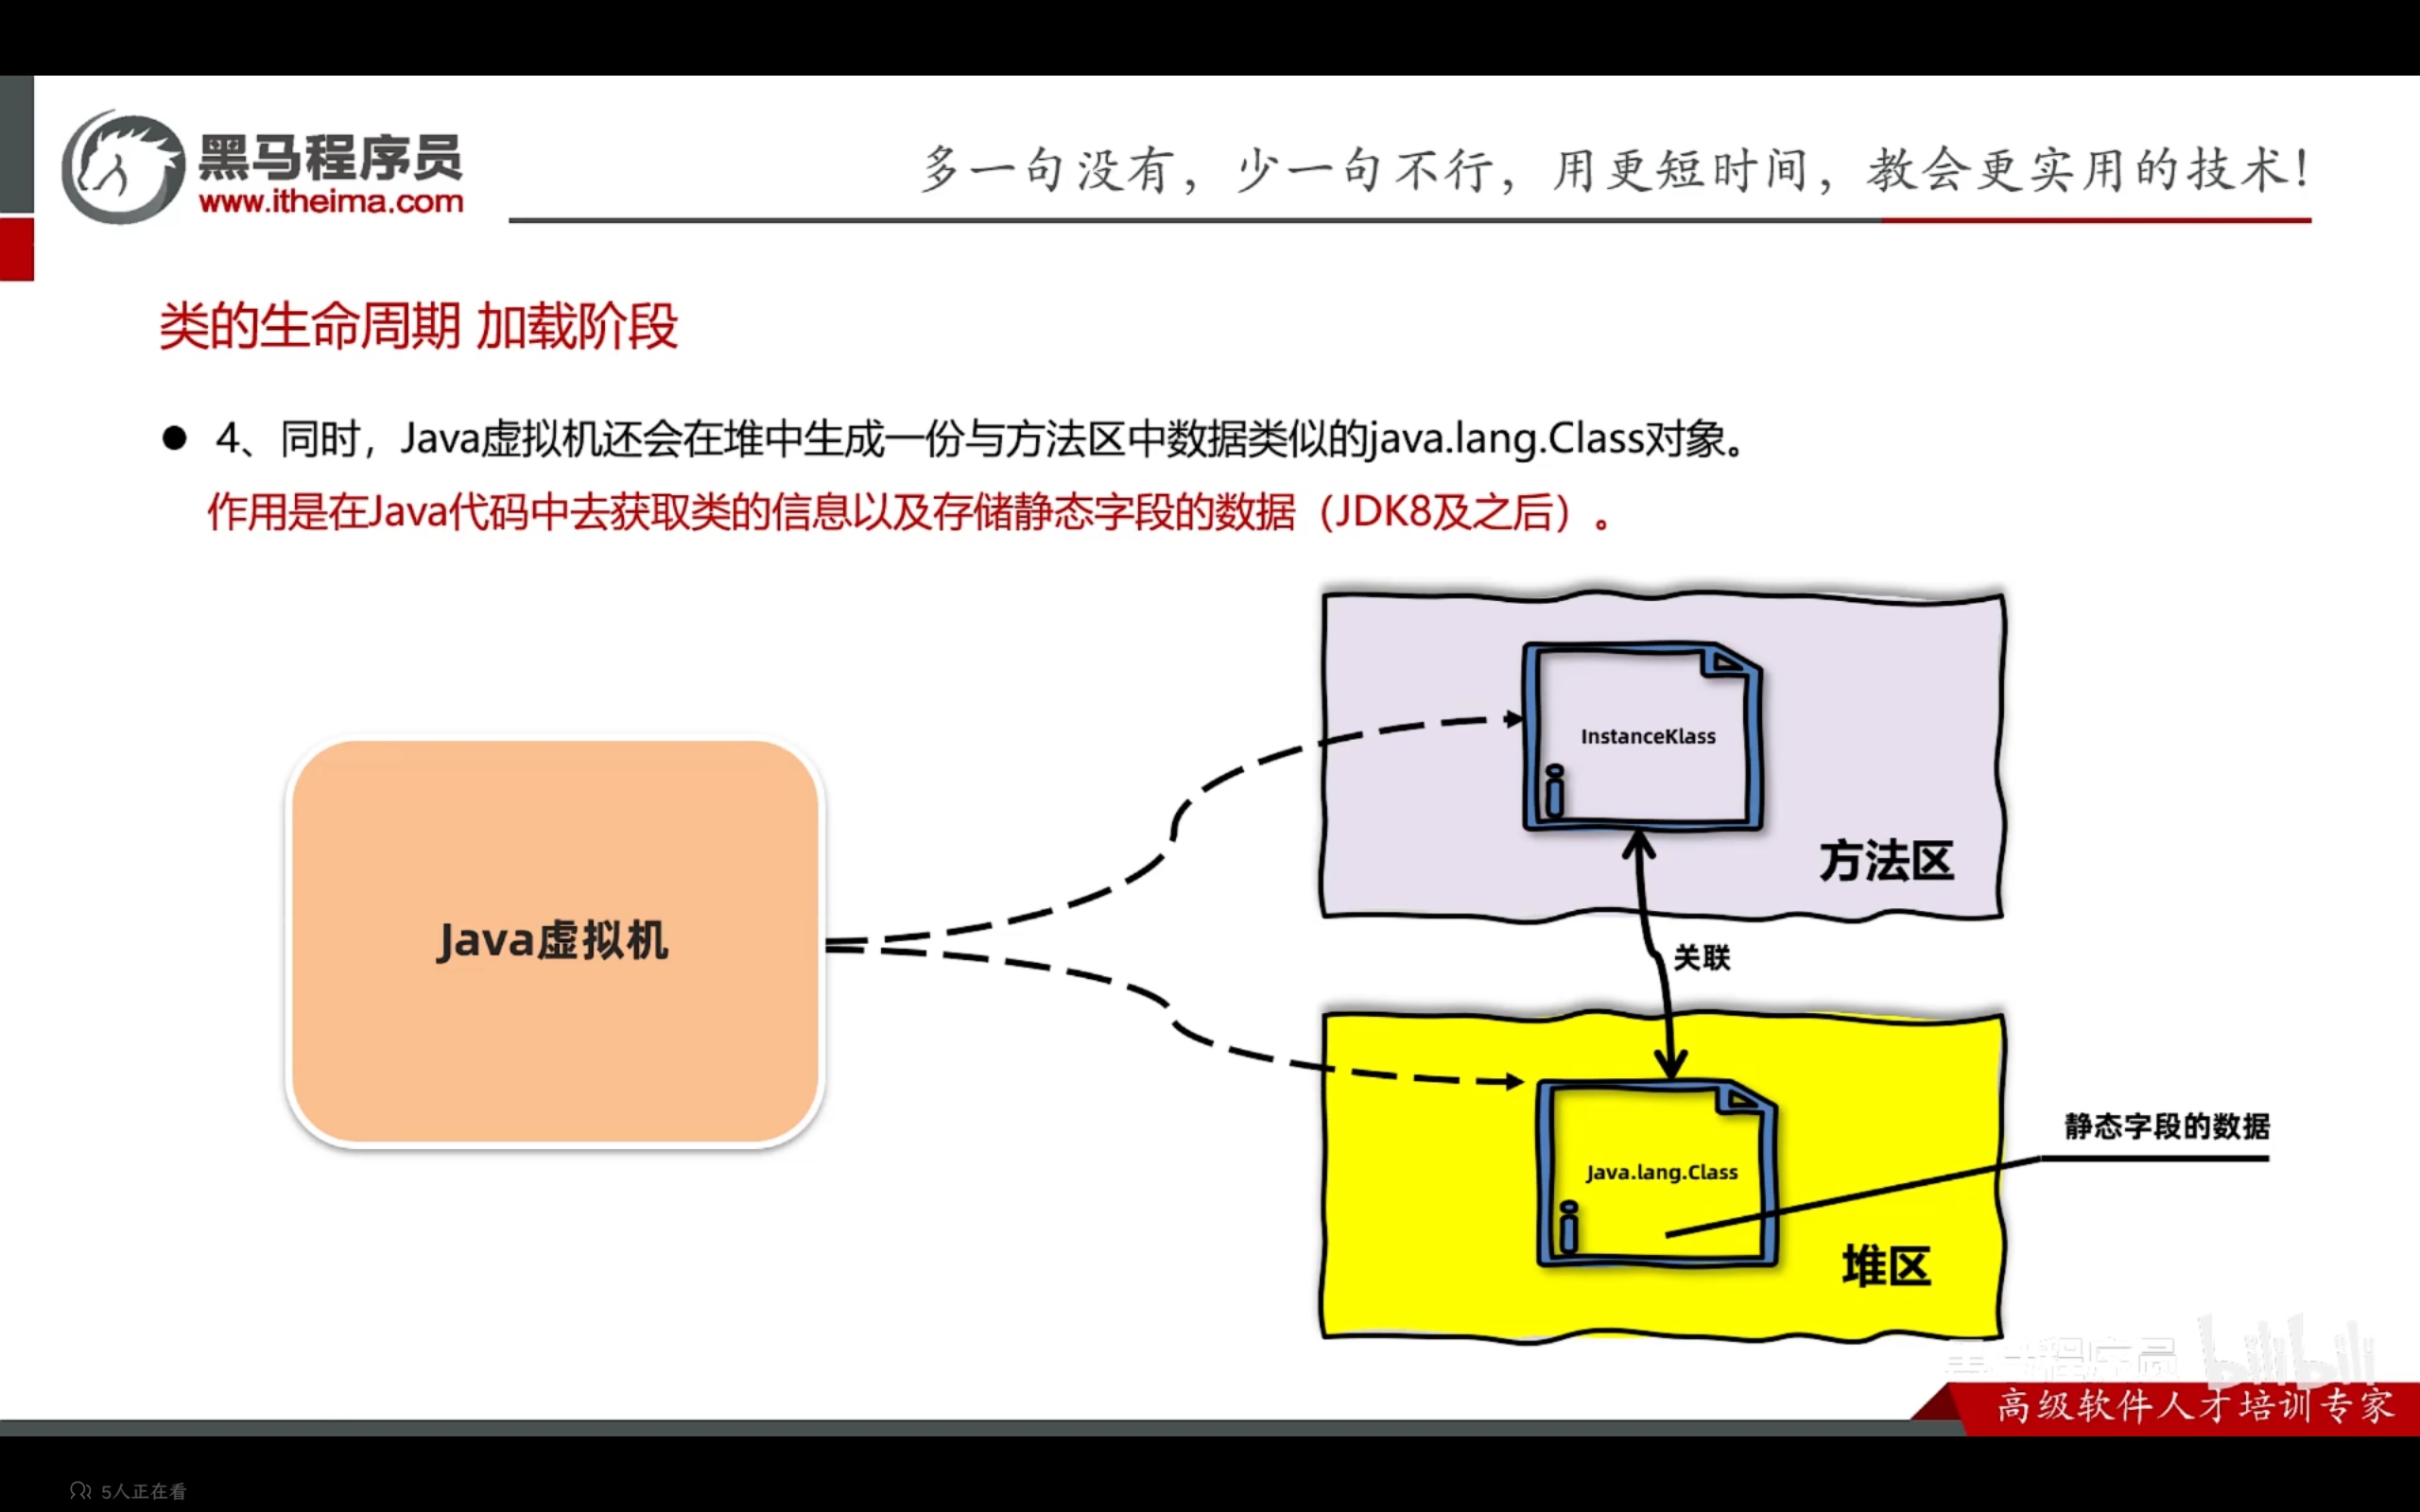 黑马程序员
www.itheima.com
多一句没有，少一句不行，用更短时间，教会更实用的技术！
类的生命周期 加载阶段
● 4、同时，Java虚拟机还会在堆中生成一份与方法区中数据类似的java.lang.Class对象。
作用是在Java代码中去获取类的信息以及存储静态字段的数据（JDK8及之后）。
InstanceKlass
方法区
Java虚拟机
关联
静态字段的数据
Java.lang.Class
堆区
黑马程序员 bilibili
高级软件人才培训专家
5人正在看